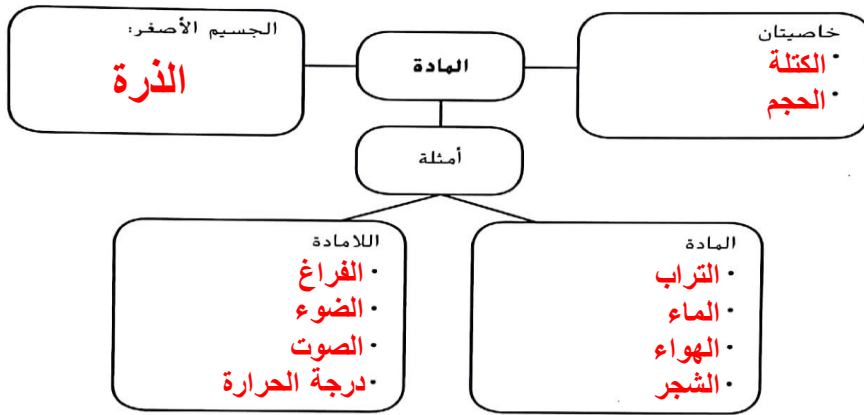 خاصيتان
· الكتلة
· الحجم
المادة
الجسيم الأصغر:
الذرة
أمثلة
المادة
· التراب
· الماء
· الهواء
· الشجر
اللامادة
· الفراغ
· الضوء
· الصوت
· درجة الحرارة